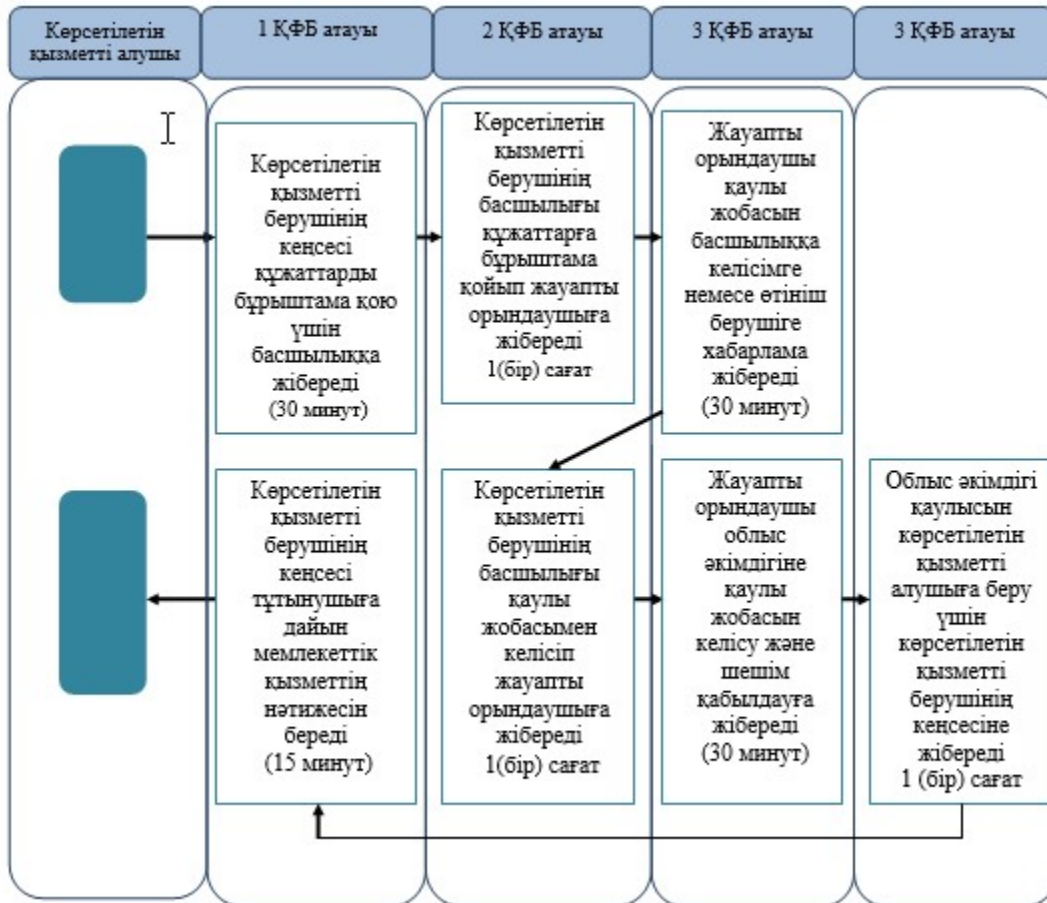 Көрсетілетін
қызметті алушы
1 ҚФБ атауы
2 ҚФБ атауы
3 ҚФБ атауы
3 ҚФБ атауы
Көрсетілетін
қызметті
берушінің
кеңсесі
құжаттарды
бұрыштама қою
үшін
басшылыққа
жібереді
(30 минут)
Көрсетілетін
қызметті
берушінің
басшылығы
құжаттарға
бұрыштама
қойып жауапты
орындаушыға
жібереді
1(бір) сағат
Жауапты
орындаушы
қаулы
жобасын
басшылыққа
келісімге
немесе өтініш
берушіге
хабарлама
жібереді
(30 минут)
Көрсетілетін
қызметті
берушінің
кеңсесі
тұтынушыға
дайын
мемлекеттік
қызметтің
нәтижесін
береді
(15 минут)
Көрсетілетін
қызметті
берушінің
басшылығы
қаулы
жобасымен
келісіп
жауапты
орындаушыға
жібереді
1(бір) сағат
Жауапты
орындаушы
облыс
әкімдігіне
қаулы
жобасын
келісу және
шешім
қабылдауға
жібереді
(30 минут)
Облыс әкімдігі
қаулысын
көрсетілетін
қызметті
алушыға беру
үшін
көрсетілетін
қызметті
берушінің
кеңсесіне
жібереді
1 (бір) сағат